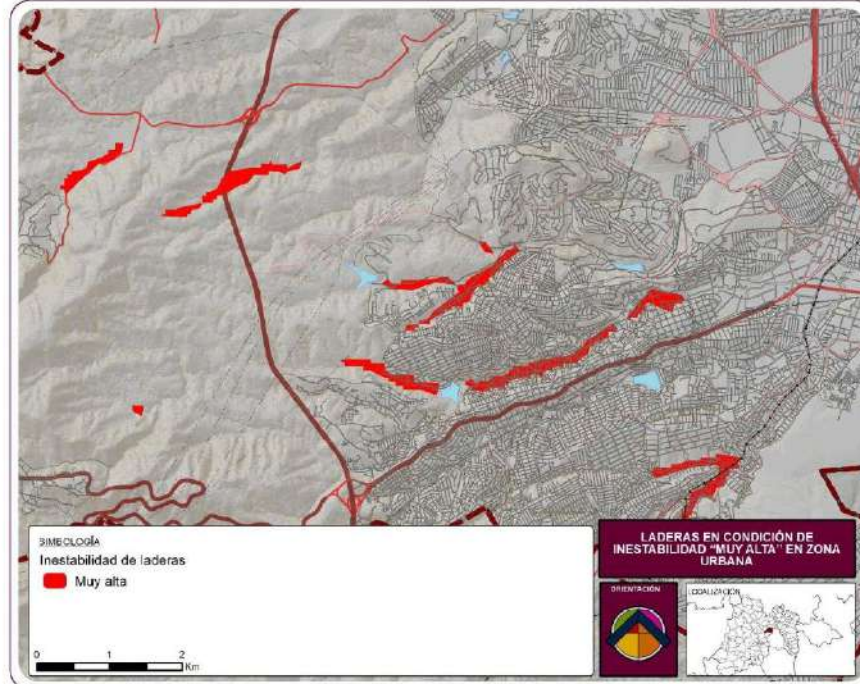 SIMBOLOGÍA
Inestabilidad de laderas
Muy alta
0 1 2
Km
LADERAS EN CONDICIÓN DE
INESTABILIDAD "MUY ALTA" EN ZONA
URBANA
ORIENTACIÓN
LOCALIZACIÓN